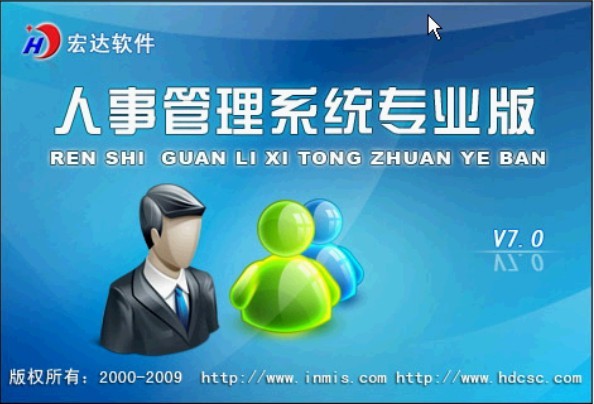 HD 宏达软件
人事管理系统专业版
REN SHI GUAN LI XI TONG ZHUAN YE BAN
V7.0
版权所有：2000-2009 http://www.inmis.com http://www.hdcsc.com